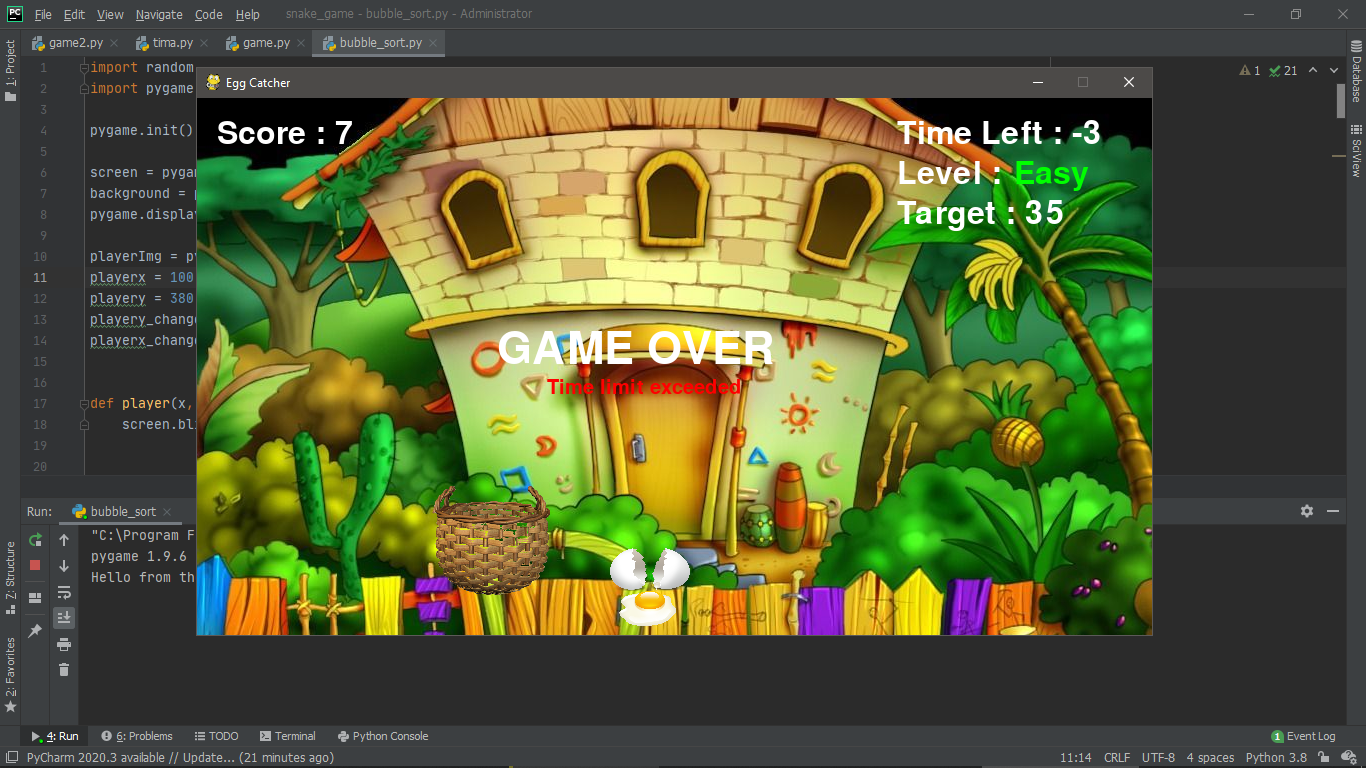 PC File Edit View Navigate Code Help snake_game - bubble_sort.py - Administrator
game2.py tima.py game.py bubble_sort.py
1: Project
Database
SciView
1 import random
2 import pygame
3
4 pygame.init()
5
6 screen = pygam
7 background = p
8 pygame.display
9
10 playerImg = py
11 playerx = 100
12 playery = 380
13 playery_change
14 playerx_change
15
16
17 def player(x,
18 screen.bli
19
20
1 21
Egg Catcher
Score : 7
Time Left : -3
Level : Easy
Target : 35
GAME OVER
Time limit exceeded
Run: bubble_sort
"C:\Program F
pygame 1.9.6
Hello from th
Z: Structure
2: Favorites
4: Run 6: Problems TODO Terminal Python Console 1 Event Log
PyCharm 2020.3 available // Update... (21 minutes ago) 11:14 CRLF UTF-8 4 spaces Python 3.8